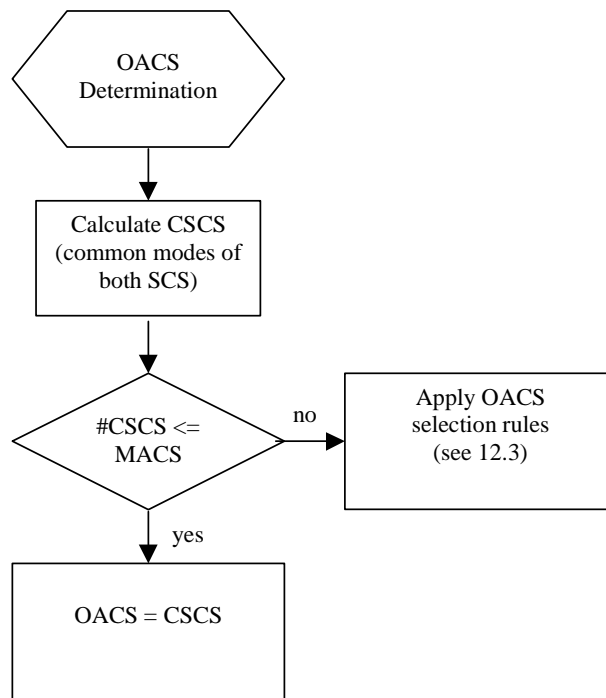 OACS
Determination
Calculate CSCS
(common modes of
both SCS)
#CSCS <=
MACS
no
Apply OACS
selection rules
(see 12.3)
yes
OACS = CSCS